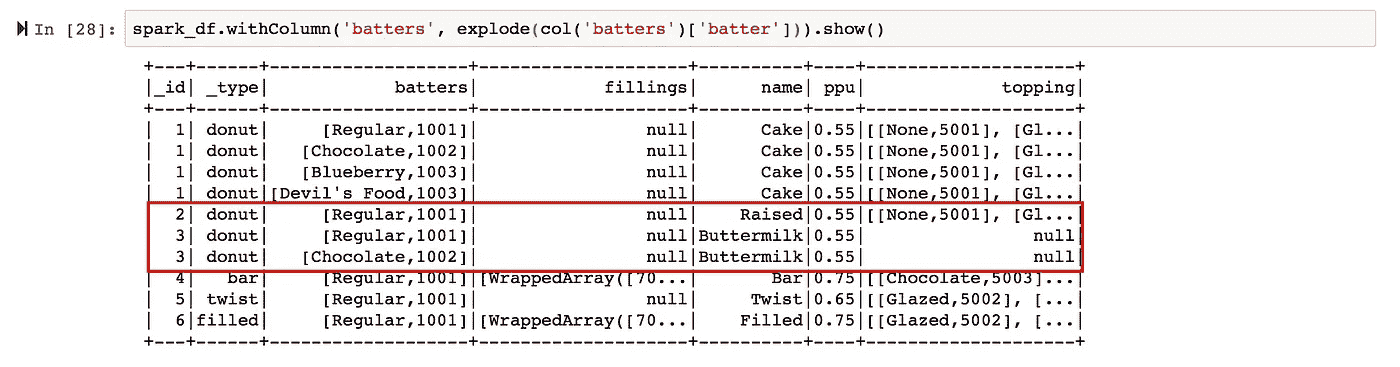 In [28]: spark_df.withColumn('batters', explode(col('batters')['batter'])).show()
+---+------+-------------------+--------------------+----------+----+--------------------+
|_id| _type|            batters|            fillings|      name| ppu|             topping|
+---+------+-------------------+--------------------+----------+----+--------------------+
|  1| donut|     [Regular,1001]|                null|      Cake|0.55|[[None,5001], [Gl...|
|  1| donut|   [Chocolate,1002]|                null|      Cake|0.55|[[None,5001], [Gl...|
|  1| donut|   [Blueberry,1003]|                null|      Cake|0.55|[[None,5001], [Gl...|
|  1| donut|[Devil's Food,1003]|                null|      Cake|0.55|[[None,5001], [Gl...|
|  2| donut|     [Regular,1001]|                null|    Raised|0.55|[[None,5001], [Gl...|
|  3| donut|     [Regular,1001]|                null|Buttermilk|0.55|                null|
|  3| donut|   [Chocolate,1002]|                null|Buttermilk|0.55|                null|
|  4|   bar|     [Regular,1001]|[WrappedArray([70...|       Bar|0.75|[[Chocolate,5003]...|
|  5| twist|     [Regular,1001]|                null|     Twist|0.65|[[Glazed,5002], [...|
|  6|filled|     [Regular,1001]|[WrappedArray([70...|    Filled|0.75|[[Glazed,5002], [...|
+---+------+-------------------+--------------------+----------+----+--------------------+